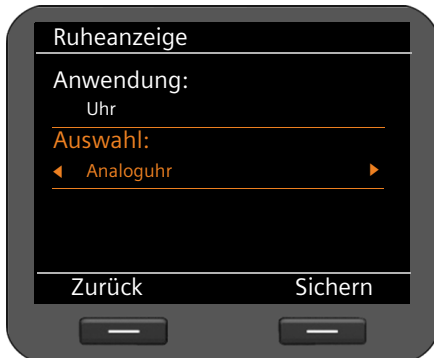 Ruheanzeige
Anwendung:
Uhr
Auswahl:
Analoguhr
Zurück Sichern